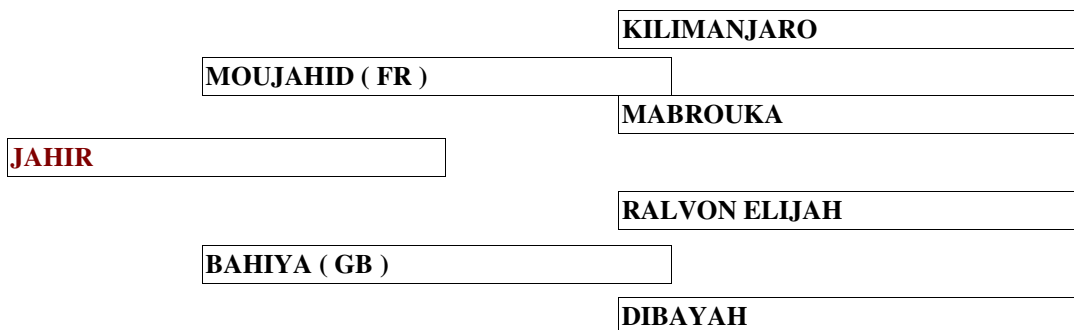 KILIMANJARO
MOUJAHID ( FR )
MABROUKA
JAHIR
RALVON ELIJAH
BAHIYA ( GB )
DIBAYAH